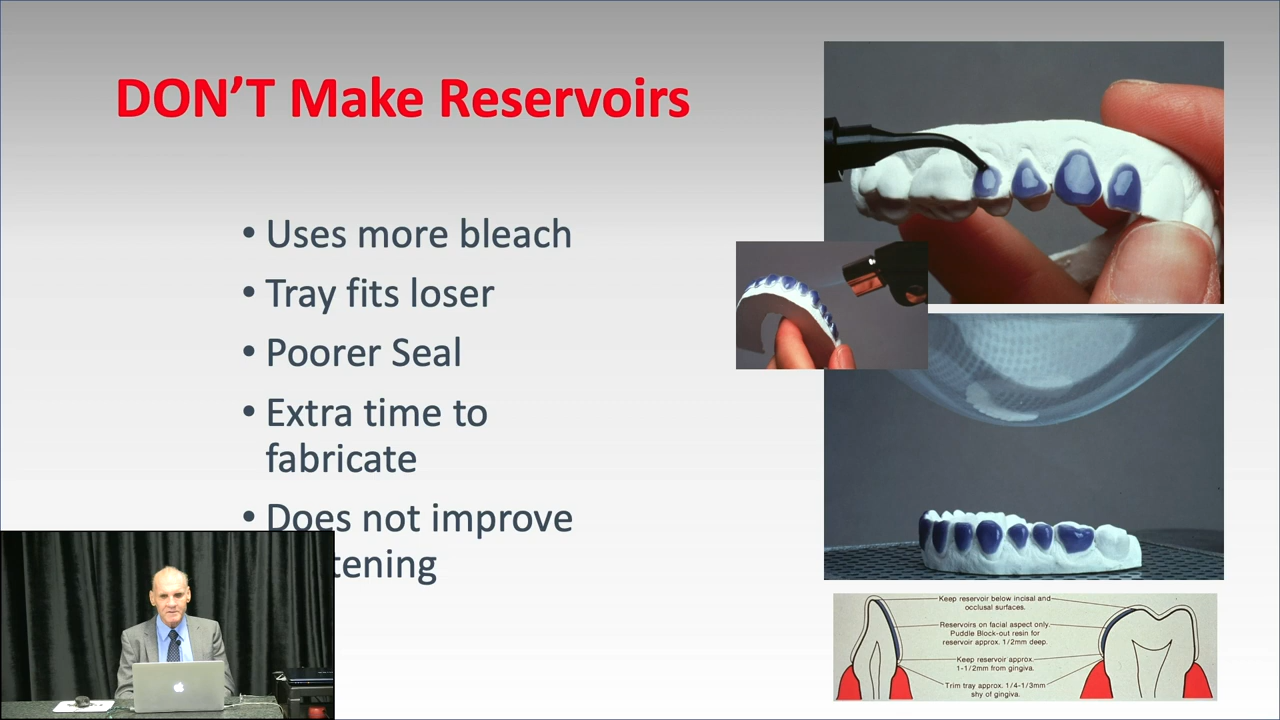 DON'T Make Reservoirs
• Uses more bleach
• Tray fits loser
• Poorer Seal
• Extra time to
fabricate
• Does not improve
tening
Keep reservoir below incisal and
occlusal surfaces.
Reservoirs on facial aspect only.
Puddle Block-out resin for
reservoir approx. 1/2mm deep.
Keep reservoir approx.
1-1/2mm from gingiva.
Trim tray approx. 1/4-1/3mm
shy of gingiva.